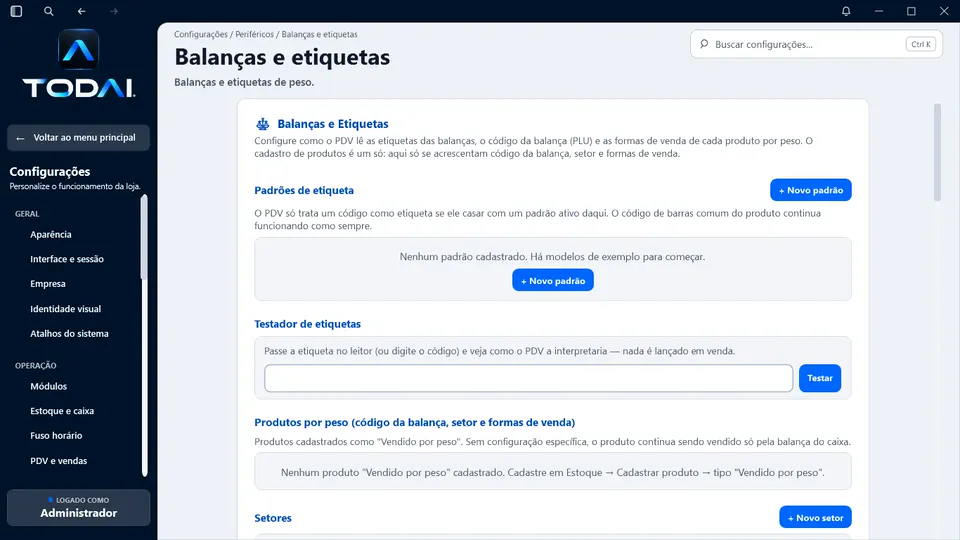 Configurações / Periféricos / Balanças e etiquetas
Balanças e etiquetas
Balanças e etiquetas de peso.
Buscar configurações...
Ctrl K
TODAI.
← Voltar ao menu principal
Configurações
Personalize o funcionamento da loja.
GERAL
Aparência
Interface e sessão
Empresa
Identidade visual
Atalhos do sistema
OPERAÇÃO
Módulos
Estoque e caixa
Fuso horário
PDV e vendas
LOGADO COMO
Administrador
Balanças e Etiquetas
Configure como o PDV lê as etiquetas das balanças, o código da balança (PLU) e as formas de venda de cada produto por peso. O
cadastro de produtos é um só: aqui só se acrescentam código da balança, setor e formas de venda.
Padrões de etiqueta
+ Novo padrão
O PDV só trata um código como etiqueta se ele casar com um padrão ativo daqui. O código de barras comum do produto continua
funcionando como sempre.
Nenhum padrão cadastrado. Há modelos de exemplo para começar.
+ Novo padrão
Testador de etiquetas
Passe a etiqueta no leitor (ou digite o código) e veja como o PDV a interpretaria — nada é lançado em venda.
Testar
Produtos por peso (código da balança, setor e formas de venda)
Produtos cadastrados como "Vendido por peso". Sem configuração específica, o produto continua sendo vendido só pela balança do caixa.
Nenhum produto "Vendido por peso" cadastrado. Cadastre em Estoque → Cadastrar produto → tipo "Vendido por peso".
Setores
+ Novo setor